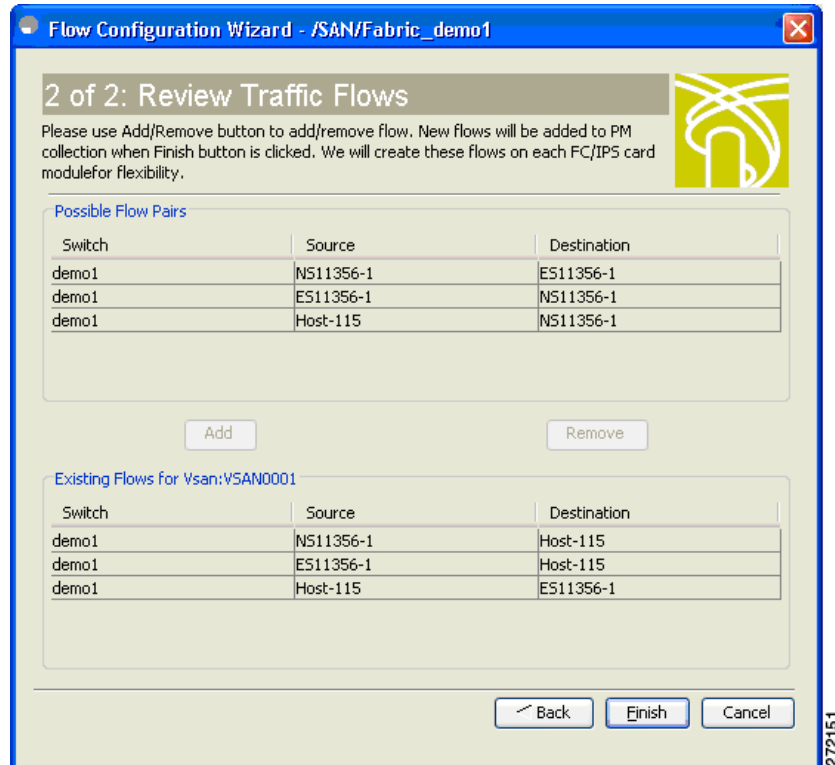 Flow Configuration Wizard - /SAN/Fabric_demo1
2 of 2: Review Traffic Flows
Please use Add/Remove button to add/remove flow. New flows will be added to PM
collection when Finish button is clicked. We will create these flows on each FC/IPS card
modulefor flexibility.
Possible Flow Pairs
Switch Source Destination
demo1 NS11356-1 ES11356-1
demo1 ES11356-1 NS11356-1
demo1 Host-115 NS11356-1
Add Remove
Existing Flows for Vsan:VSAN0001
Switch Source Destination
demo1 NS11356-1 Host-115
demo1 ES11356-1 Host-115
demo1 Host-115 ES11356-1
Back Finish Cancel
272151